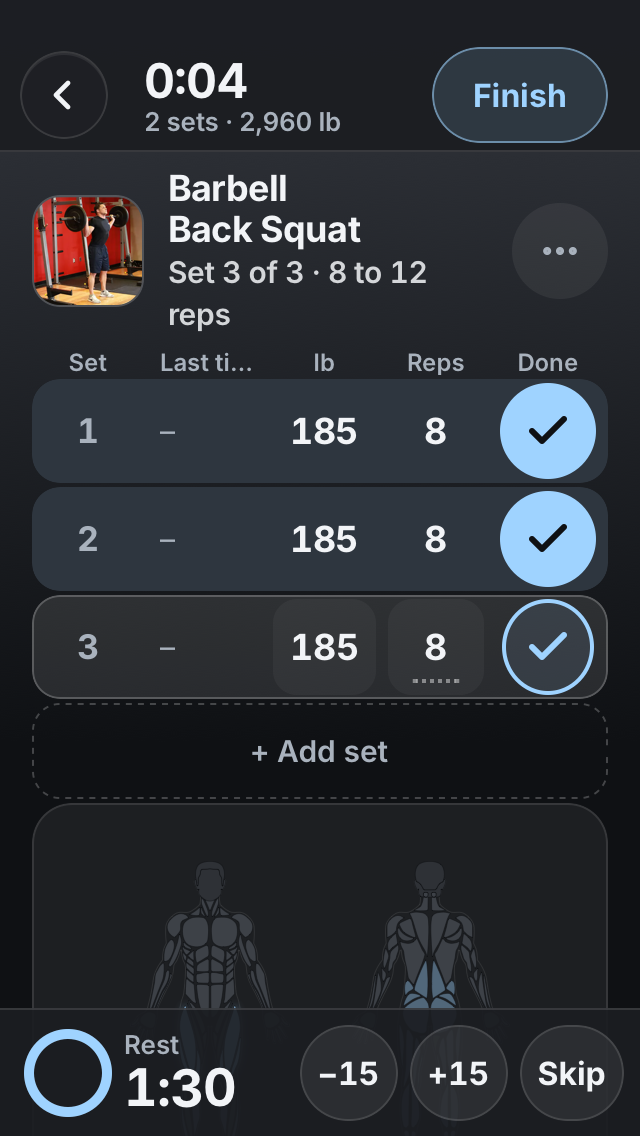 0:04
2 sets · 2,960 lb
Finish
Barbell
Back Squat
Set 3 of 3 · 8 to 12
reps
Set Last ti... lb Reps Done
1 – 185 8
2 – 185 8
3 – 185 8
+ Add set
Rest
1:30
–15 +15 Skip